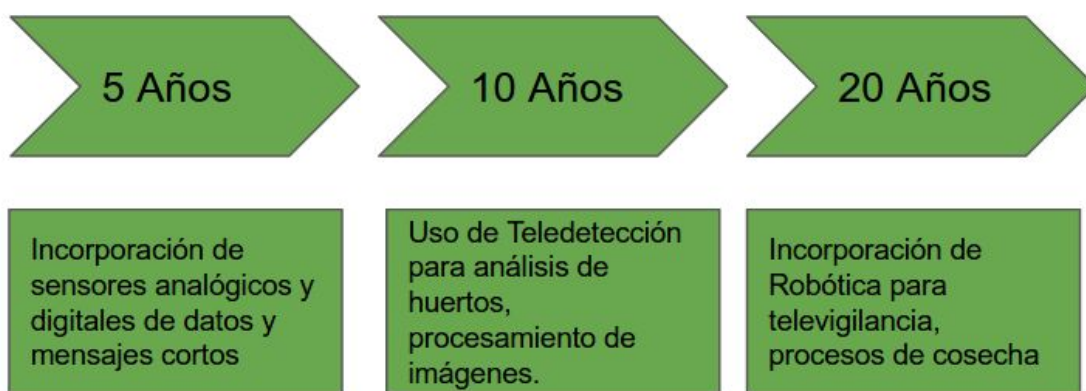 5 Años
10 Años
20 Años
Incorporación de
sensores analógicos y
digitales de datos y
mensajes cortos
Uso de Teledetección
para análisis de
huertos,
procesamiento de
imágenes.
Incorporación de
Robótica para
televigilancia,
procesos de cosecha